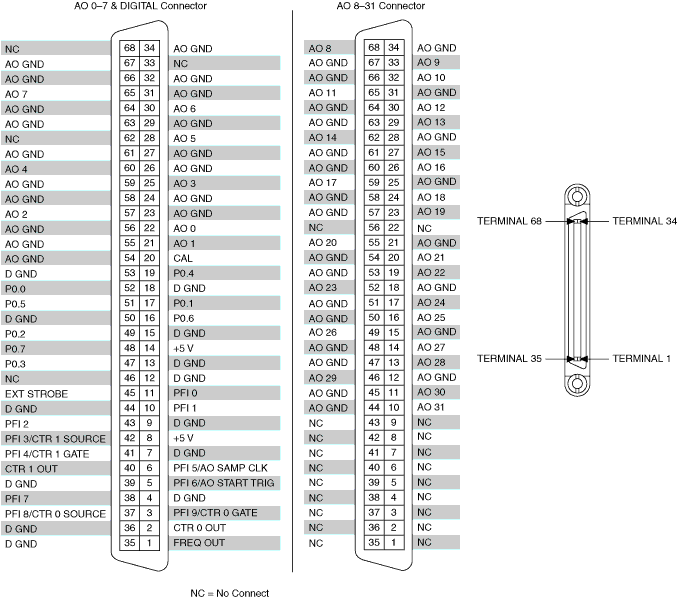 AO 0–7 & DIGITAL Connector
AO 8–31 Connector
NC 68 34 AO GND AO 8 68 34 AO GND
AO GND 67 33 NC AO GND 67 33 AO 9
AO GND 66 32 AO GND AO GND 66 32 AO 10
AO 7 65 31 AO GND AO 11 65 31 AO GND
AO GND 64 30 AO 6 AO GND 64 30 AO 12
AO GND 63 29 AO GND AO GND 63 29 AO 13
NC 62 28 AO 5 AO 14 62 28 AO GND
AO GND 61 27 AO GND AO GND 61 27 AO 15
AO 4 60 26 AO GND AO GND 60 26 AO 16
AO GND 59 25 AO 3 AO 17 59 25 AO GND
AO GND 58 24 AO GND AO GND 58 24 AO 18
AO 2 57 23 AO GND AO GND 57 23 AO 19
AO GND 56 22 AO 0 NC 56 22 NC
AO GND 55 21 AO 1 AO 20 55 21 AO GND
AO GND 54 20 CAL AO GND 54 20 AO 21
D GND 53 19 P0.4 AO GND 53 19 AO 22
P0.0 52 18 D GND AO 23 52 18 AO GND
P0.5 51 17 P0.1 AO GND 51 17 AO 24
D GND 50 16 P0.6 AO GND 50 16 AO 25
P0.2 49 15 D GND AO 26 49 15 AO GND
P0.7 48 14 +5 V AO GND 48 14 AO 27
P0.3 47 13 D GND AO GND 47 13 AO 28
NC 46 12 D GND AO 29 46 12 AO GND
EXT STROBE 45 11 PFI 0 AO GND 45 11 AO 30
D GND 44 10 PFI 1 AO GND 44 10 AO 31
PFI 2 43 9 D GND NC 43 9 NC
PFI 3/CTR 1 SOURCE 42 8 +5 V NC 42 8 NC
PFI 4/CTR 1 GATE 41 7 D GND NC 41 7 NC
CTR 1 OUT 40 6 PFI 5/AO SAMP CLK NC 40 6 NC
D GND 39 5 PFI 6/AO START TRIG NC 39 5 NC
PFI 7 38 4 D GND NC 38 4 NC
PFI 8/CTR 0 SOURCE 37 3 PFI 9/CTR 0 GATE NC 37 3 NC
D GND 36 2 CTR 0 OUT NC 36 2 NC
D GND 35 1 FREQ OUT NC 35 1 NC
TERMINAL 68 TERMINAL 34
TERMINAL 35 TERMINAL 1
NC = No Connect